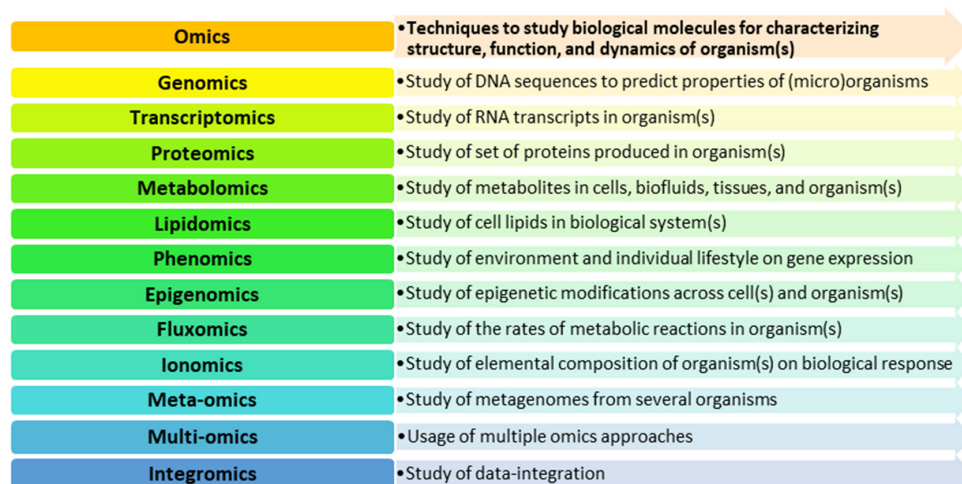 Omics
•Techniques to study biological molecules for characterizing
structure, function, and dynamics of organism(s)
Genomics
•Study of DNA sequences to predict properties of (micro)organisms
Transcriptomics
•Study of RNA transcripts in organism(s)
Proteomics
•Study of set of proteins produced in organism(s)
Metabolomics
•Study of metabolites in cells, biofluids, tissues, and organism(s)
Lipidomics
•Study of cell lipids in biological system(s)
Phenomics
•Study of environment and individual lifestyle on gene expression
Epigenomics
•Study of epigenetic modifications across cell(s) and organism(s)
Fluxomics
•Study of the rates of metabolic reactions in organism(s)
Ionomics
•Study of elemental composition of organism(s) on biological response
Meta-omics
•Study of metagenomes from several organisms
Multi-omics
•Usage of multiple omics approaches
Integromics
•Study of data-integration